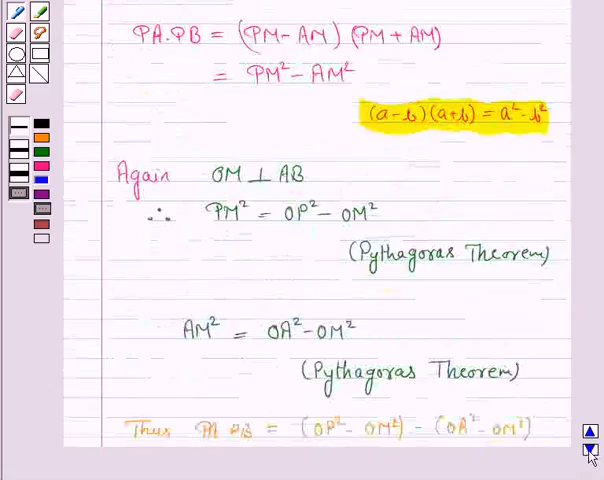 PA.PB = (PM - AM) (PM + AM)
= PM² - AM²
(a - b) (a + b) = a² - b²
Again OM ⊥ AB
∴ PM² = OP² - OM²
(Pythagoras Theorem)
AM² = OA² - OM²
(Pythagoras Theorem)
Thus PA PB = (OP² - OM²) - (OA² - OM²)